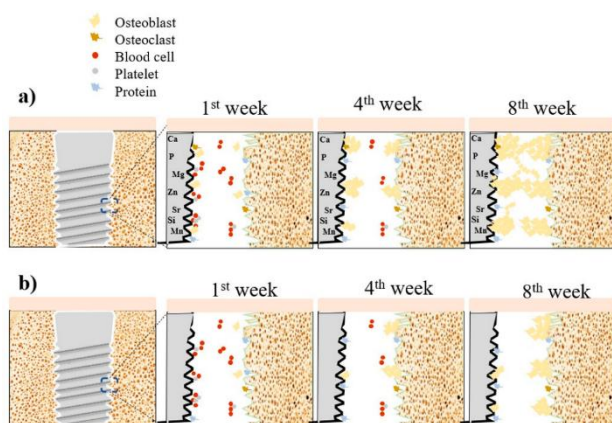 Osteoblast
Osteoclast
Blood cell
Platelet
Protein
a)
1st week
4th week
8th week
Ca
P
Mg
Zn
Sr
Si
Mn
Ca
P
Mg
Zn
Sr
Si
Mn
Ca
P
Mg
Zn
Sr
Si
Mn
b)
1st week
4th week
8th week